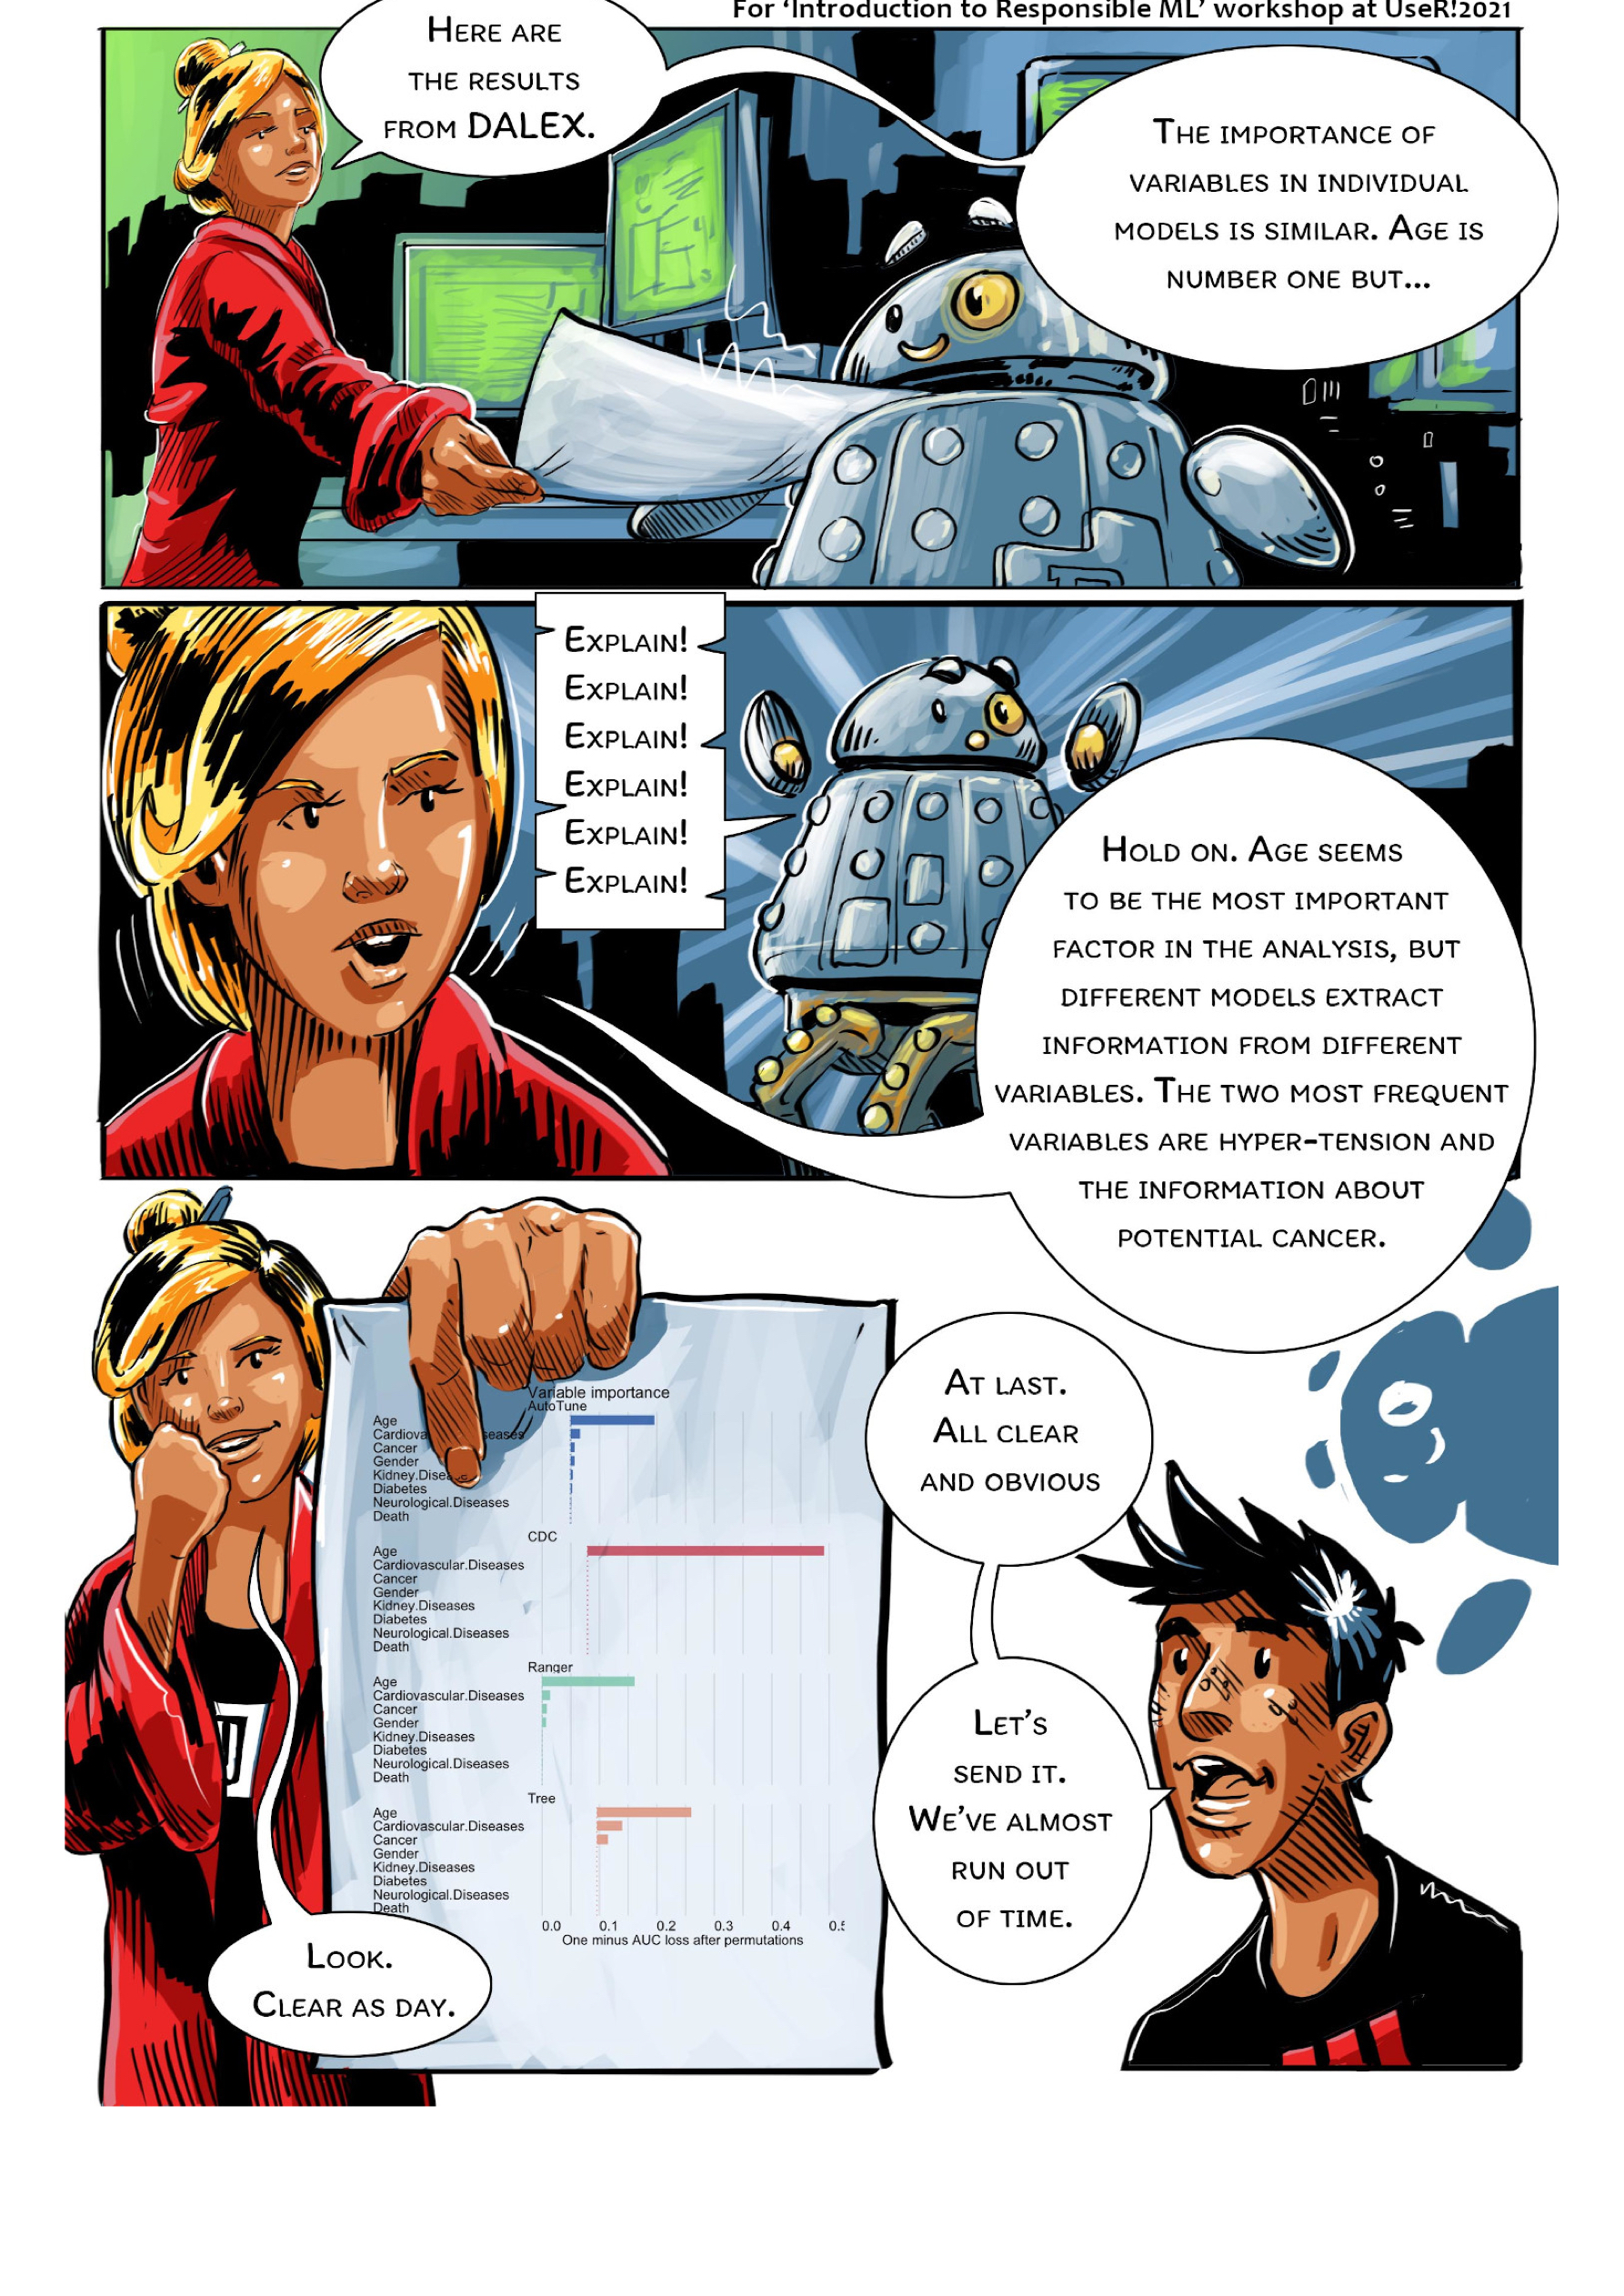 For ‘Introduction to Responsible ML’ workshop at UseR!2021
Here are
the results
from DALEX.
The importance of
variables in individual
models is similar. Age is
number one but...
Explain!
Explain!
Explain!
Explain!
Explain!
Explain!
Hold on. Age seems
to be the most important
factor in the analysis, but
different models extract
information from different
variables. The two most frequent
variables are hyper-tension and
the information about
potential cancer.
Variable importance
AutoTune
Age
Cardiova seases
Cancer
Gender
Kidney.Disease
Diabetes
Neurological.Diseases
Death
CDC
Age
Cardiovascular.Diseases
Cancer
Gender
Kidney.Diseases
Diabetes
Neurological.Diseases
Death
Ranger
Age
Cardiovascular.Diseases
Cancer
Gender
Kidney.Diseases
Diabetes
Neurological.Diseases
Death
Tree
Age
Cardiovascular.Diseases
Cancer
Gender
Kidney.Diseases
Diabetes
Neurological.Diseases
Death
0.0 0.1 0.2 0.3 0.4 0.5
One minus AUC loss after permutations
Look.
Clear as day.
At last.
All clear
and obvious
Let’s
send it.
We’ve almost
run out
of time.